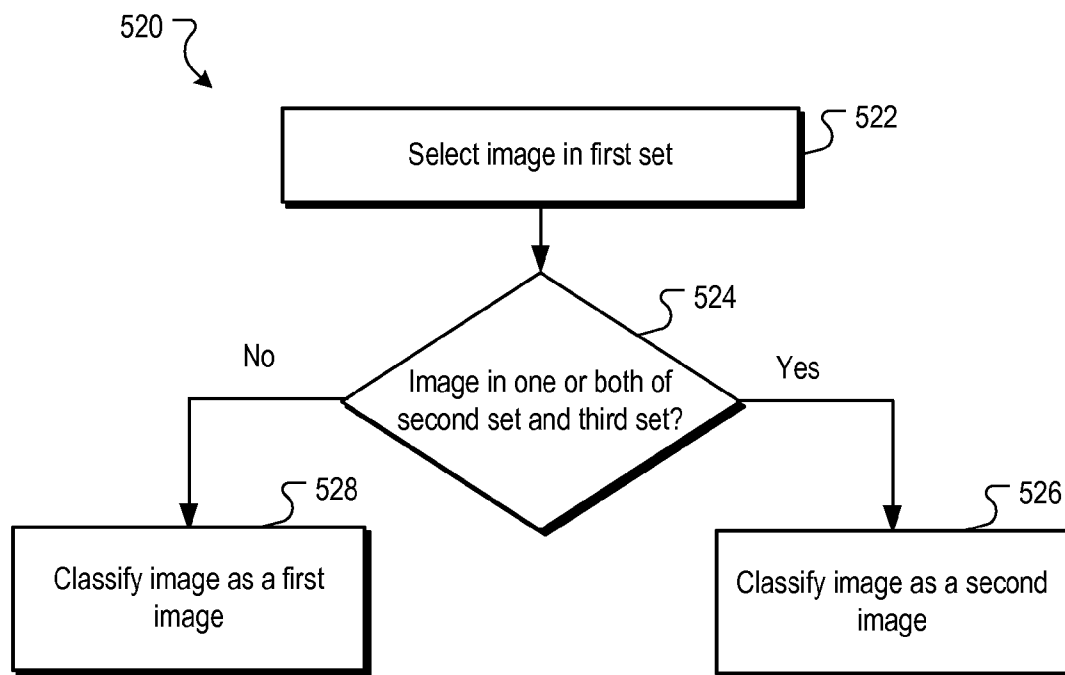 520
522
Select image in first set
524
No
Yes
Image in one or both of
second set and third set?
528
526
Classify image as a first
image
Classify image as a second
image